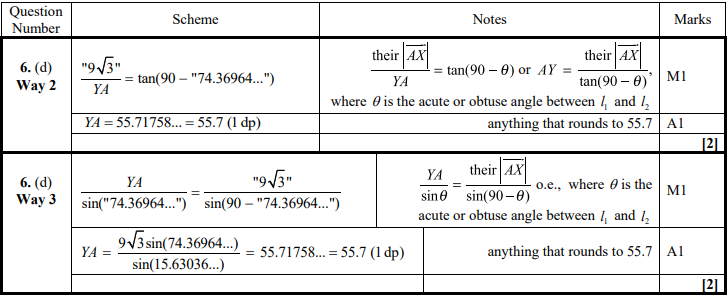 Question Number Scheme Notes Marks
6. (d) Way 2
"9√3"/YA = tan(90 – "74.36964...")
their |AX⃗|/YA = tan(90 – θ) or AY = their |AX⃗|/tan(90 – θ)',
where θ is the acute or obtuse angle between l₁ and l₂
M1
YA = 55.71758... = 55.7 (1 dp) anything that rounds to 55.7 A1
[2]
6. (d) Way 3
YA/sin("74.36964...") = "9√3"/sin(90 – "74.36964...")
YA/sinθ = their |AX⃗|/sin(90–θ) o.e., where θ is the
acute or obtuse angle between l₁ and l₂
M1
YA = 9√3sin(74.36964...)/sin(15.63036...) = 55.71758... = 55.7 (1 dp) anything that rounds to 55.7 A1
[2]